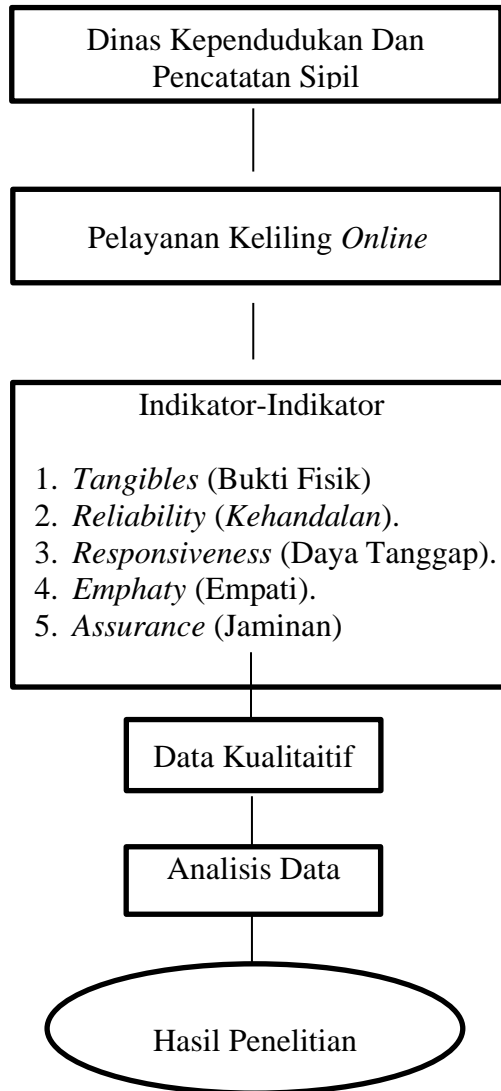 Dinas Kependudukan Dan
Pencatatan Sipil
Pelayanan Keliling Online
Indikator-Indikator
1. Tangibles (Bukti Fisik)
2. Reliability (Kehandalan).
3. Responsiveness (Daya Tanggap).
4. Emphaty (Empati).
5. Assurance (Jaminan)
Data Kualitaitif
Analisis Data
Hasil Penelitian